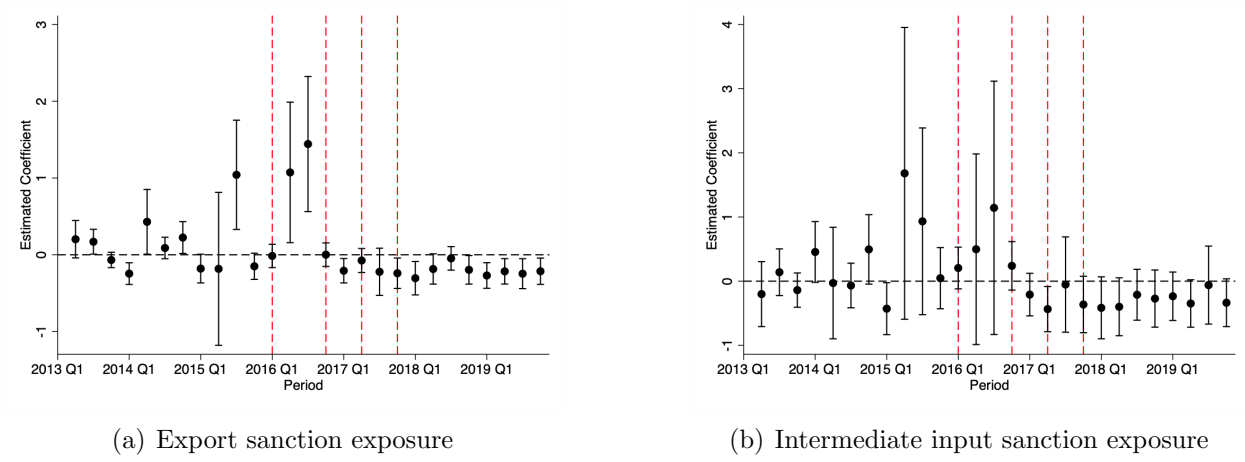 3
2
1
0
-1
Estimated Coefficient
2013 Q1 2014 Q1 2015 Q1 2016 Q1 2017 Q1 2018 Q1 2019 Q1
Period
(a) Export sanction exposure
4
3
2
1
0
-1
Estimated Coefficient
2013 Q1 2014 Q1 2015 Q1 2016 Q1 2017 Q1 2018 Q1 2019 Q1
Period
(b) Intermediate input sanction exposure